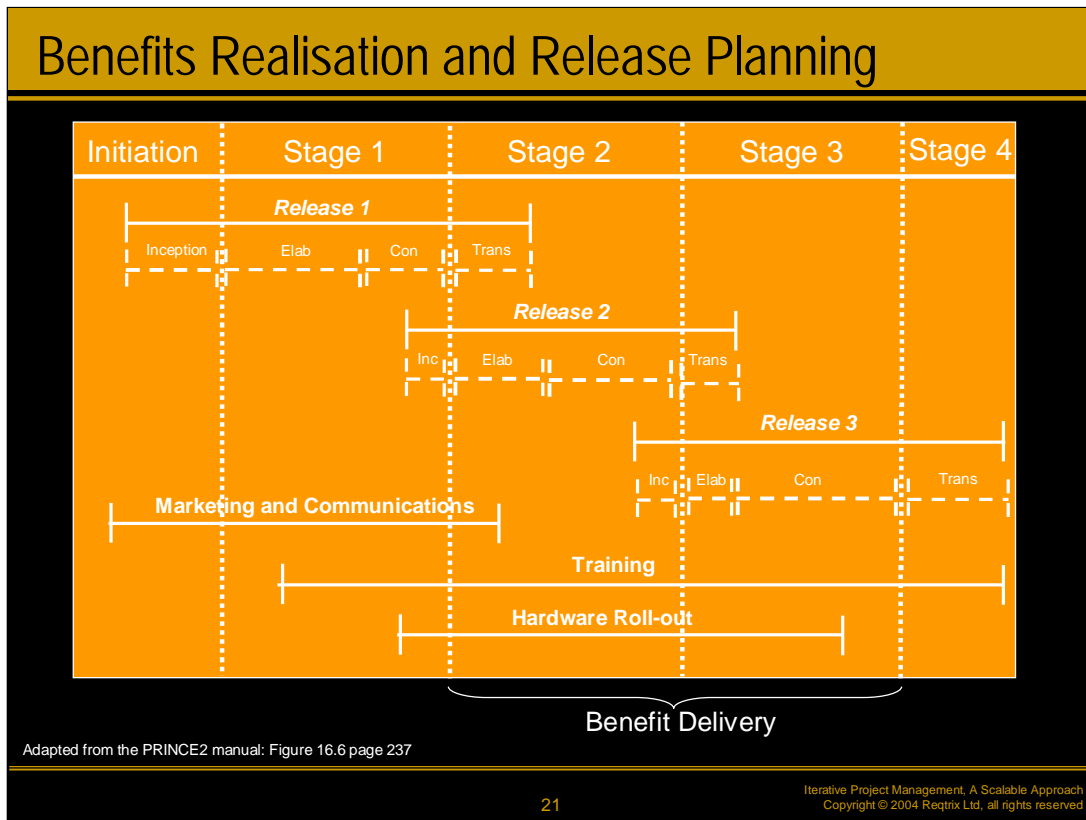 Benefits Realisation and Release Planning
Initiation Stage 1 Stage 2 Stage 3 Stage 4
Release 1
Inception Elab Con Trans
Release 2
Inc Elab Con Trans
Release 3
Inc Elab Con Trans
Marketing and Communications
Training
Hardware Roll-out
Benefit Delivery
Adapted from the PRINCE2 manual: Figure 16.6 page 237
21
Iterative Project Management, A Scalable Approach
Copyright © 2004 Reqtrix Ltd, all rights reserved